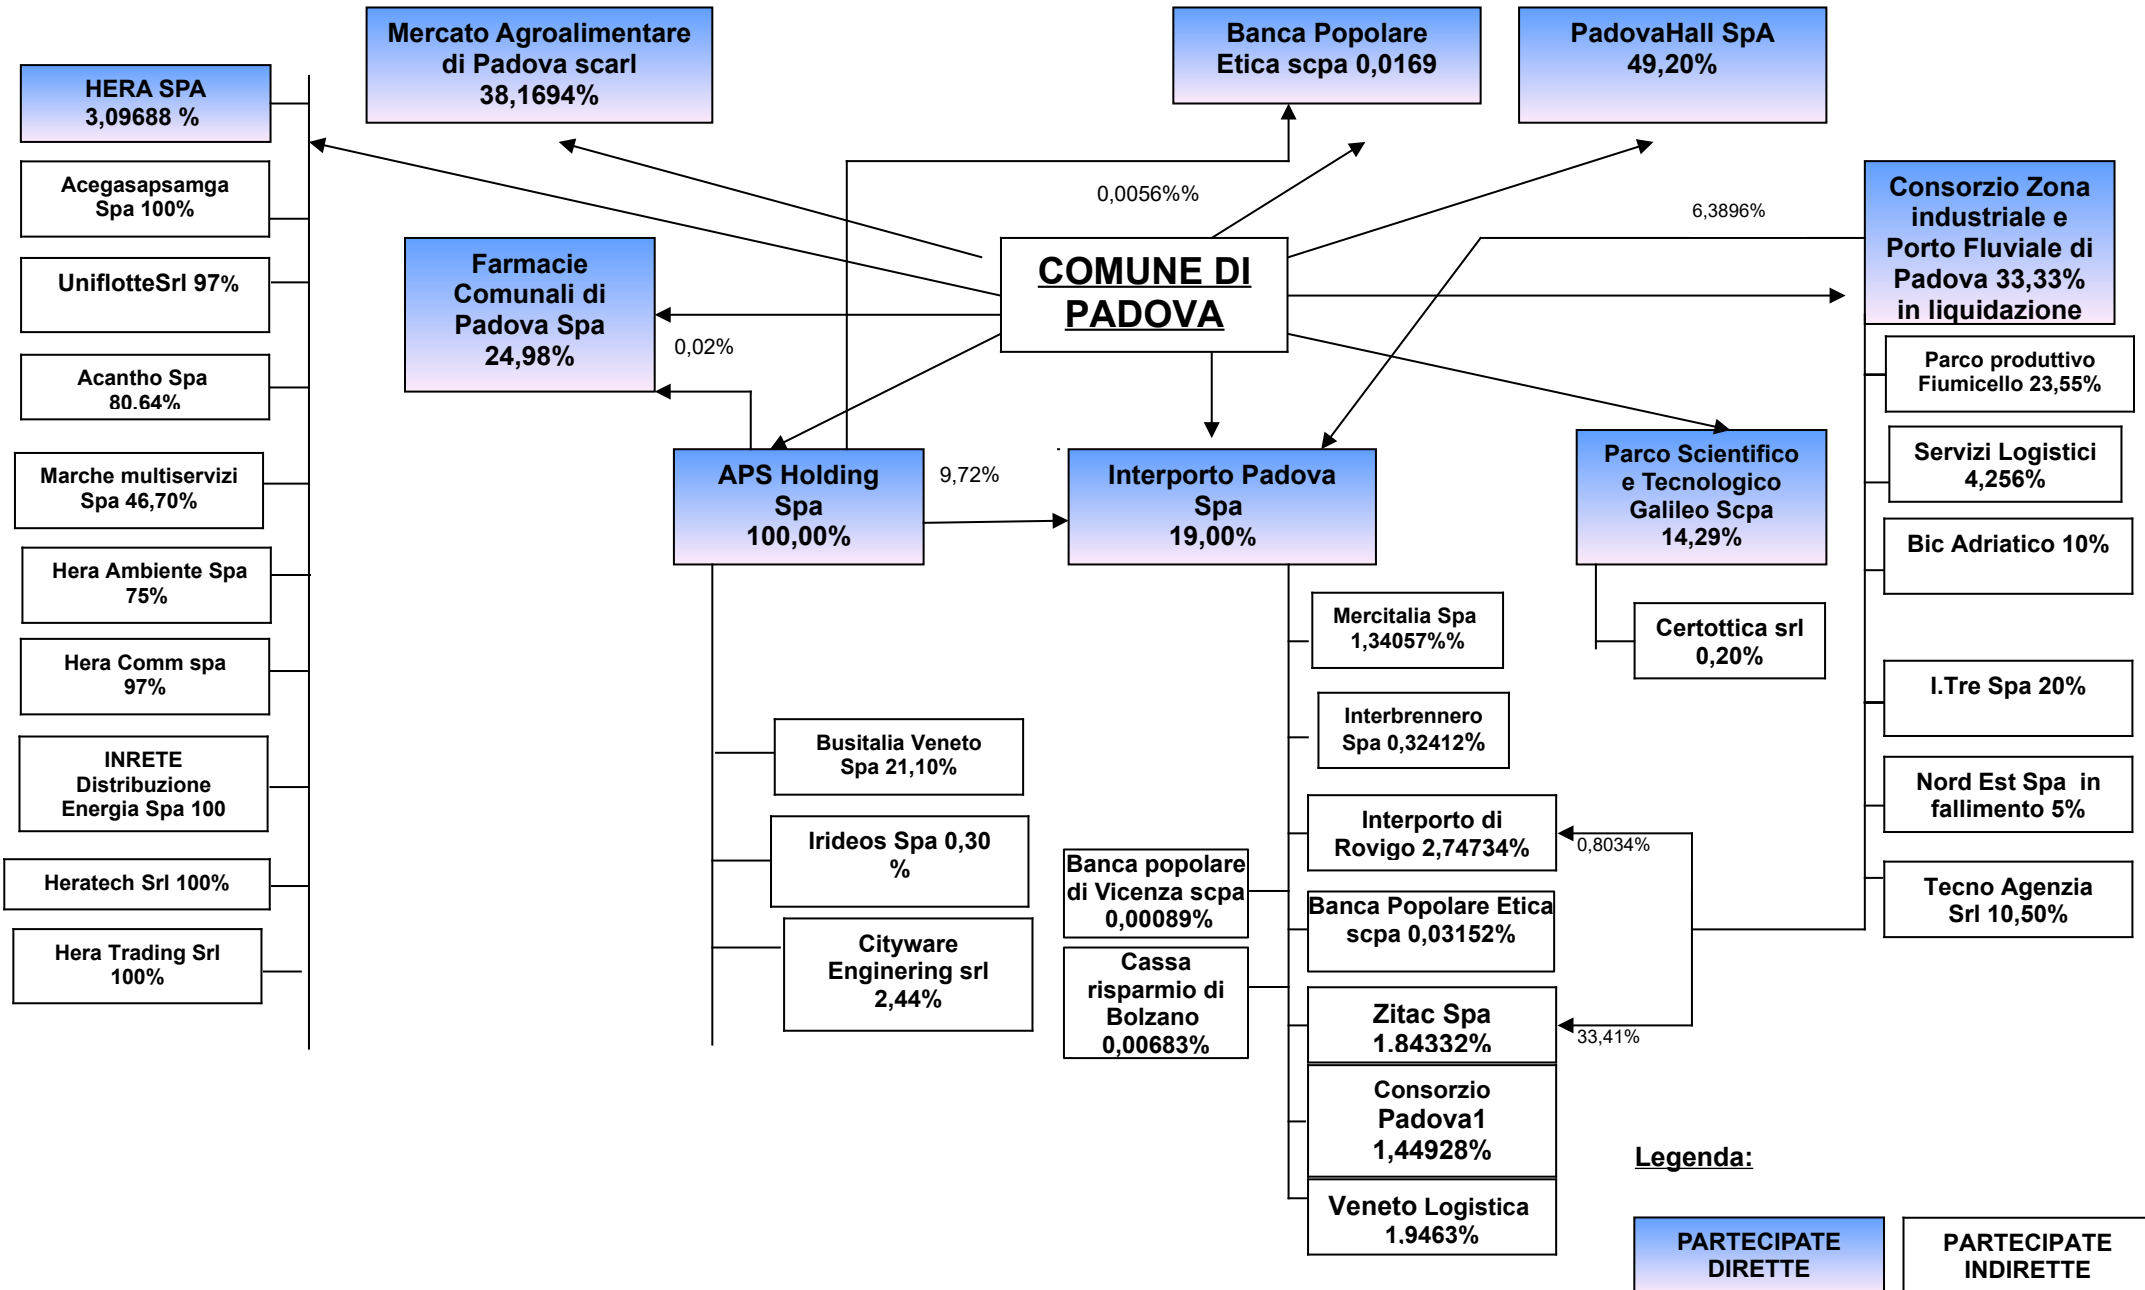 Mercato Agroalimentare
di Padova scarl
38,1694%
Banca Popolare
Etica scpa 0,0169
PadovaHall SpA
49,20%
HERA SPA
3,09688 %
Acegasapsamga
Spa 100%
UniflotteSrl 97%
Acantho Spa
80,64%
Marche multiservizi
Spa 46,70%
Hera Ambiente Spa
75%
Hera Comm spa
97%
INRETE
Distribuzione
Energia Spa 100
Heratech Srl 100%
Hera Trading Srl
100%
0,0056%%
6,3896%
Farmacie
Comunali di
Padova Spa
24,98%
0,02%
COMUNE DI
PADOVA
Consorzio Zona
industriale e
Porto Fluviale di
Padova 33,33%
in liquidazione
Parco produttivo
Fiumicello 23,55%
Servizi Logistici
4,256%
Bic Adriatico 10%
I.Tre Spa 20%
Nord Est Spa in
fallimento 5%
Tecno Agenzia
Srl 10,50%
APS Holding
Spa
100,00%
9,72%
Interporto Padova
Spa
19,00%
Parco Scientifico
e Tecnologico
Galileo Scpa
14,29%
Certottica srl
0,20%
Busitalia Veneto
Spa 21,10%
Irideos Spa 0,30
%
Cityware
Enginering srl
2,44%
Mercitalia Spa
1,34057%%
Interbrennero
Spa 0,32412%
Interporto di
Rovigo 2,74734%
0,8034%
Banca popolare
di Vicenza scpa
0,00089%
Banca Popolare Etica
scpa 0,03152%
Cassa
risparmio di
Bolzano
0,00683%
Zitac Spa
1,84332%
33,41%
Consorzio
Padova1
1,44928%
Veneto Logistica
1,9463%
Legenda:
PARTECIPATE
DIRETTE
PARTECIPATE
INDIRETTE